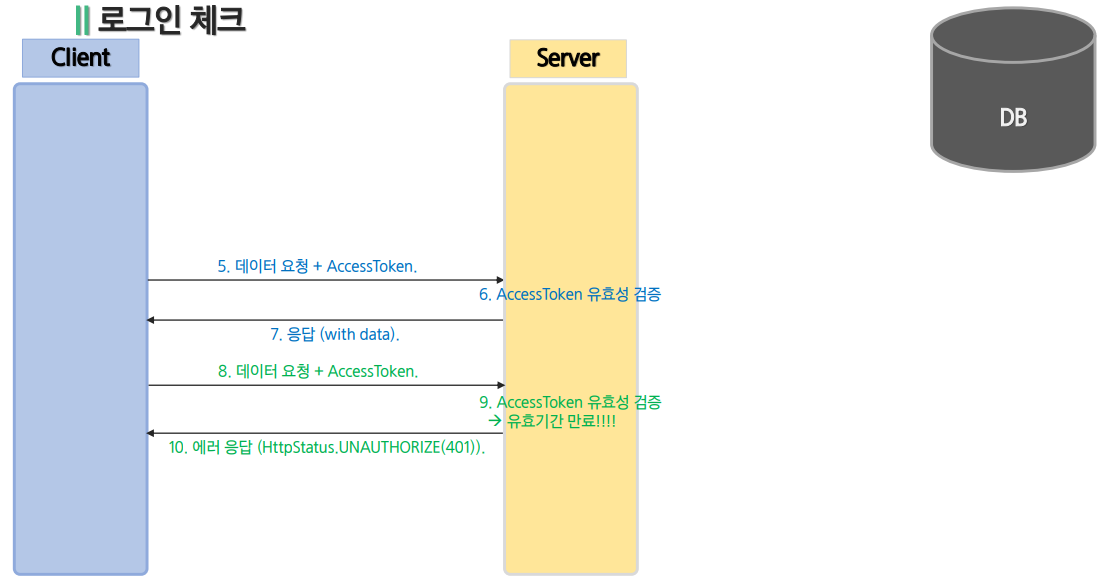 로그인 체크
Client
Server
DB
5. 데이터 요청 + AccessToken.
6. AccessToken 유효성 검증
7. 응답 (with data).
8. 데이터 요청 + AccessToken.
9. AccessToken 유효성 검증
→ 유효기간 만료!!!!
10. 에러 응답 (HttpStatus.UNAUTHORIZE(401)).